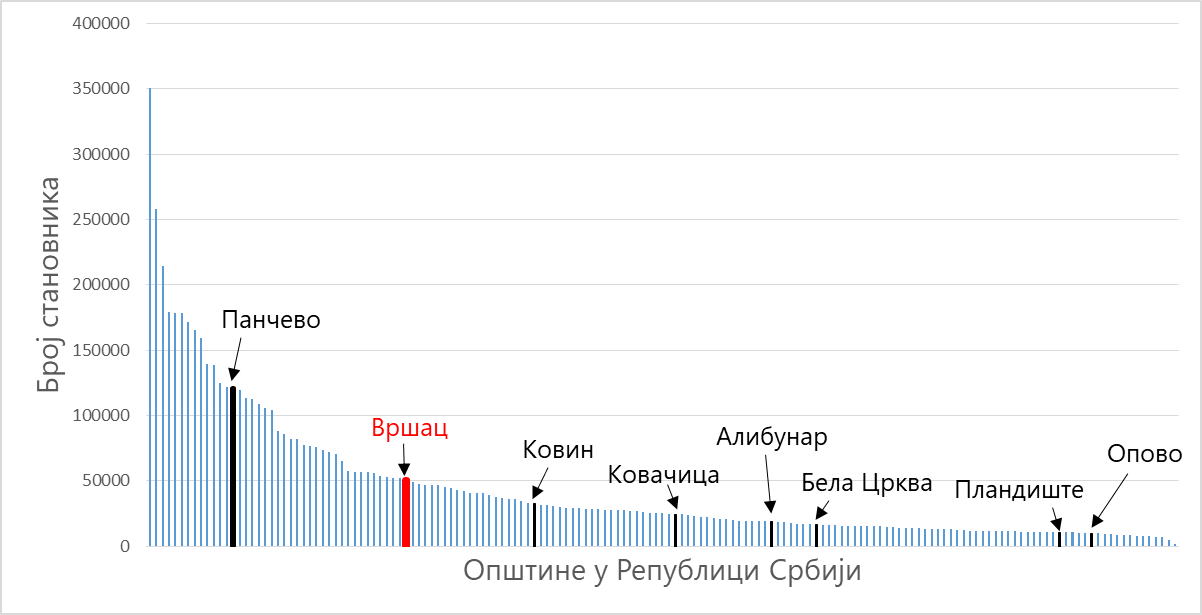 400000
350000
300000
250000
200000
150000
100000
50000
0
Број становника
Панчево
Вршац
Ковин
Ковачица
Алибунар
Бела Црква
Пландиште
Опово
Општине у Републици Србији